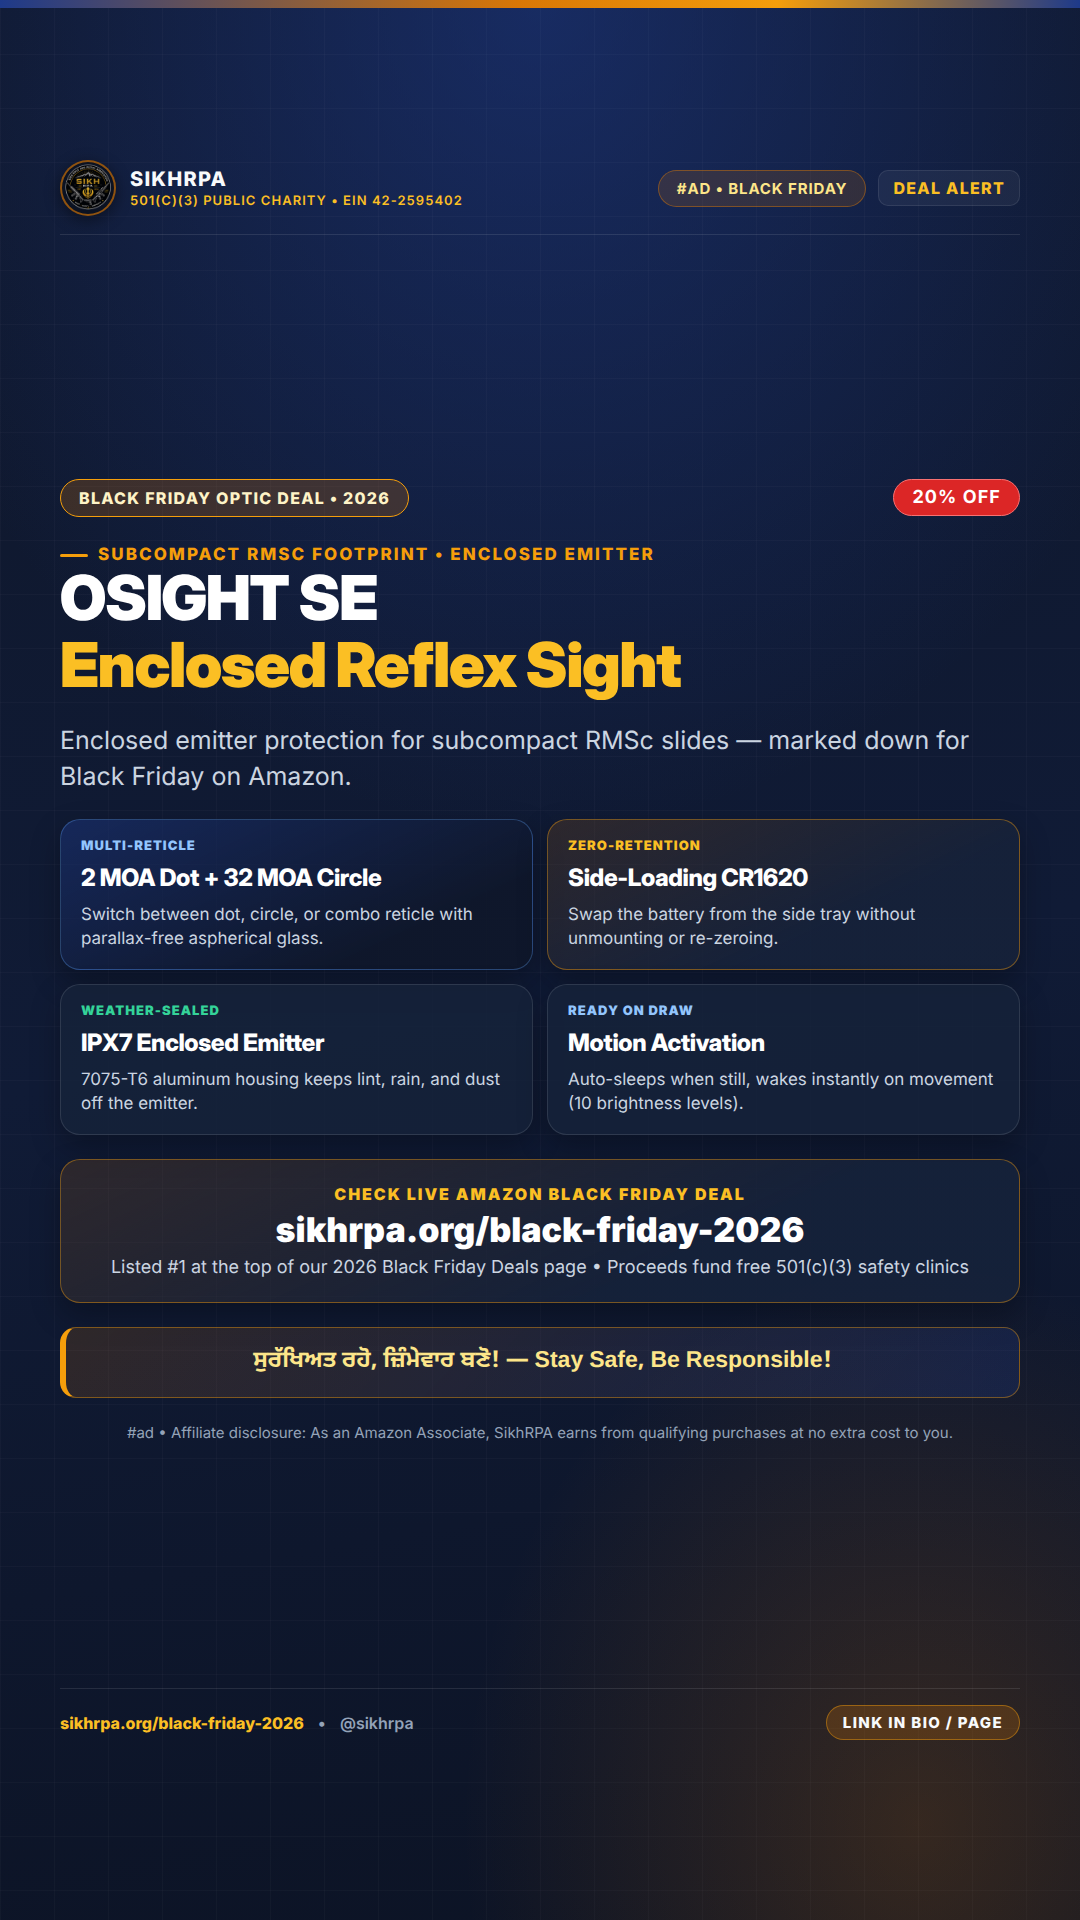 SIKH
SIKHRPA
501(C)(3) PUBLIC CHARITY • EIN 42-2595402
#AD • BLACK FRIDAY
DEAL ALERT
BLACK FRIDAY OPTIC DEAL • 2026
20% OFF
SUBCOMPACT RMSC FOOTPRINT • ENCLOSED EMITTER
OSIGHT SE
Enclosed Reflex Sight
Enclosed emitter protection for subcompact RMSc slides — marked down for
Black Friday on Amazon.
MULTI-RETICLE
2 MOA Dot + 32 MOA Circle
Switch between dot, circle, or combo reticle with
parallax-free aspherical glass.
ZERO-RETENTION
Side-Loading CR1620
Swap the battery from the side tray without
unmounting or re-zeroing.
WEATHER-SEALED
IPX7 Enclosed Emitter
7075-T6 aluminum housing keeps lint, rain, and dust
off the emitter.
READY ON DRAW
Motion Activation
Auto-sleeps when still, wakes instantly on movement
(10 brightness levels).
CHECK LIVE AMAZON BLACK FRIDAY DEAL
sikhrpa.org/black-friday-2026
Listed #1 at the top of our 2026 Black Friday Deals page • Proceeds fund free 501(c)(3) safety clinics
ਸੁਰੱਖਿਅਤ ਰਹੋ, ਜ਼ਿੰਮੇਵਾਰ ਬਣੋ! — Stay Safe, Be Responsible!
#ad • Affiliate disclosure: As an Amazon Associate, SikhRPA earns from qualifying purchases at no extra cost to you.
sikhrpa.org/black-friday-2026 • @sikhrpa
LINK IN BIO / PAGE